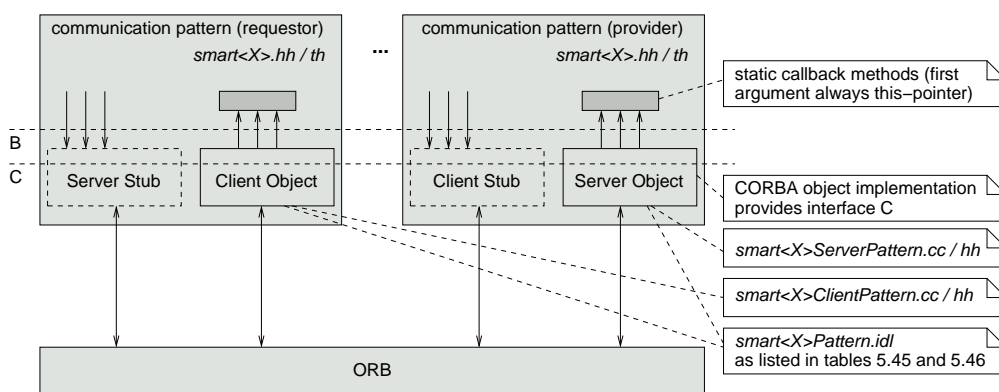 communication pattern (requestor)
smart<X>.hh / th
...
communication pattern (provider)
smart<X>.hh / th
static callback methods (first
argument always this−pointer)
B
C
Server Stub
Client Object
Client Stub
Server Object
CORBA object implementation
provides interface C
smart<X>ServerPattern.cc / hh
smart<X>ClientPattern.cc / hh
smart<X>Pattern.idl
as listed in tables 5.45 and 5.46
ORB